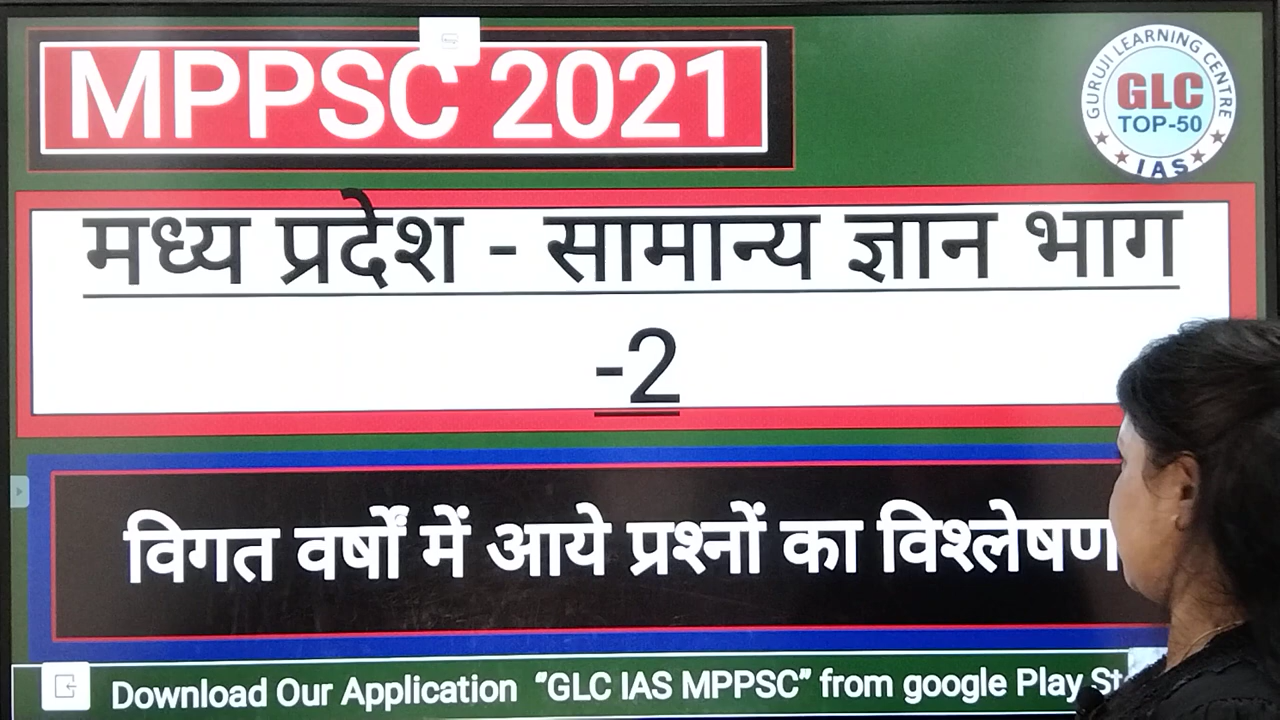 MPPSC 2021
GURUJI LEARNING CENTRE
GLC
TOP-50
IAS
मध्य प्रदेश - सामान्य ज्ञान भाग
-2
विगत वर्षों में आये प्रश्नों का विश्लेषण
Download Our Application “GLC IAS MPPSC” from google Play